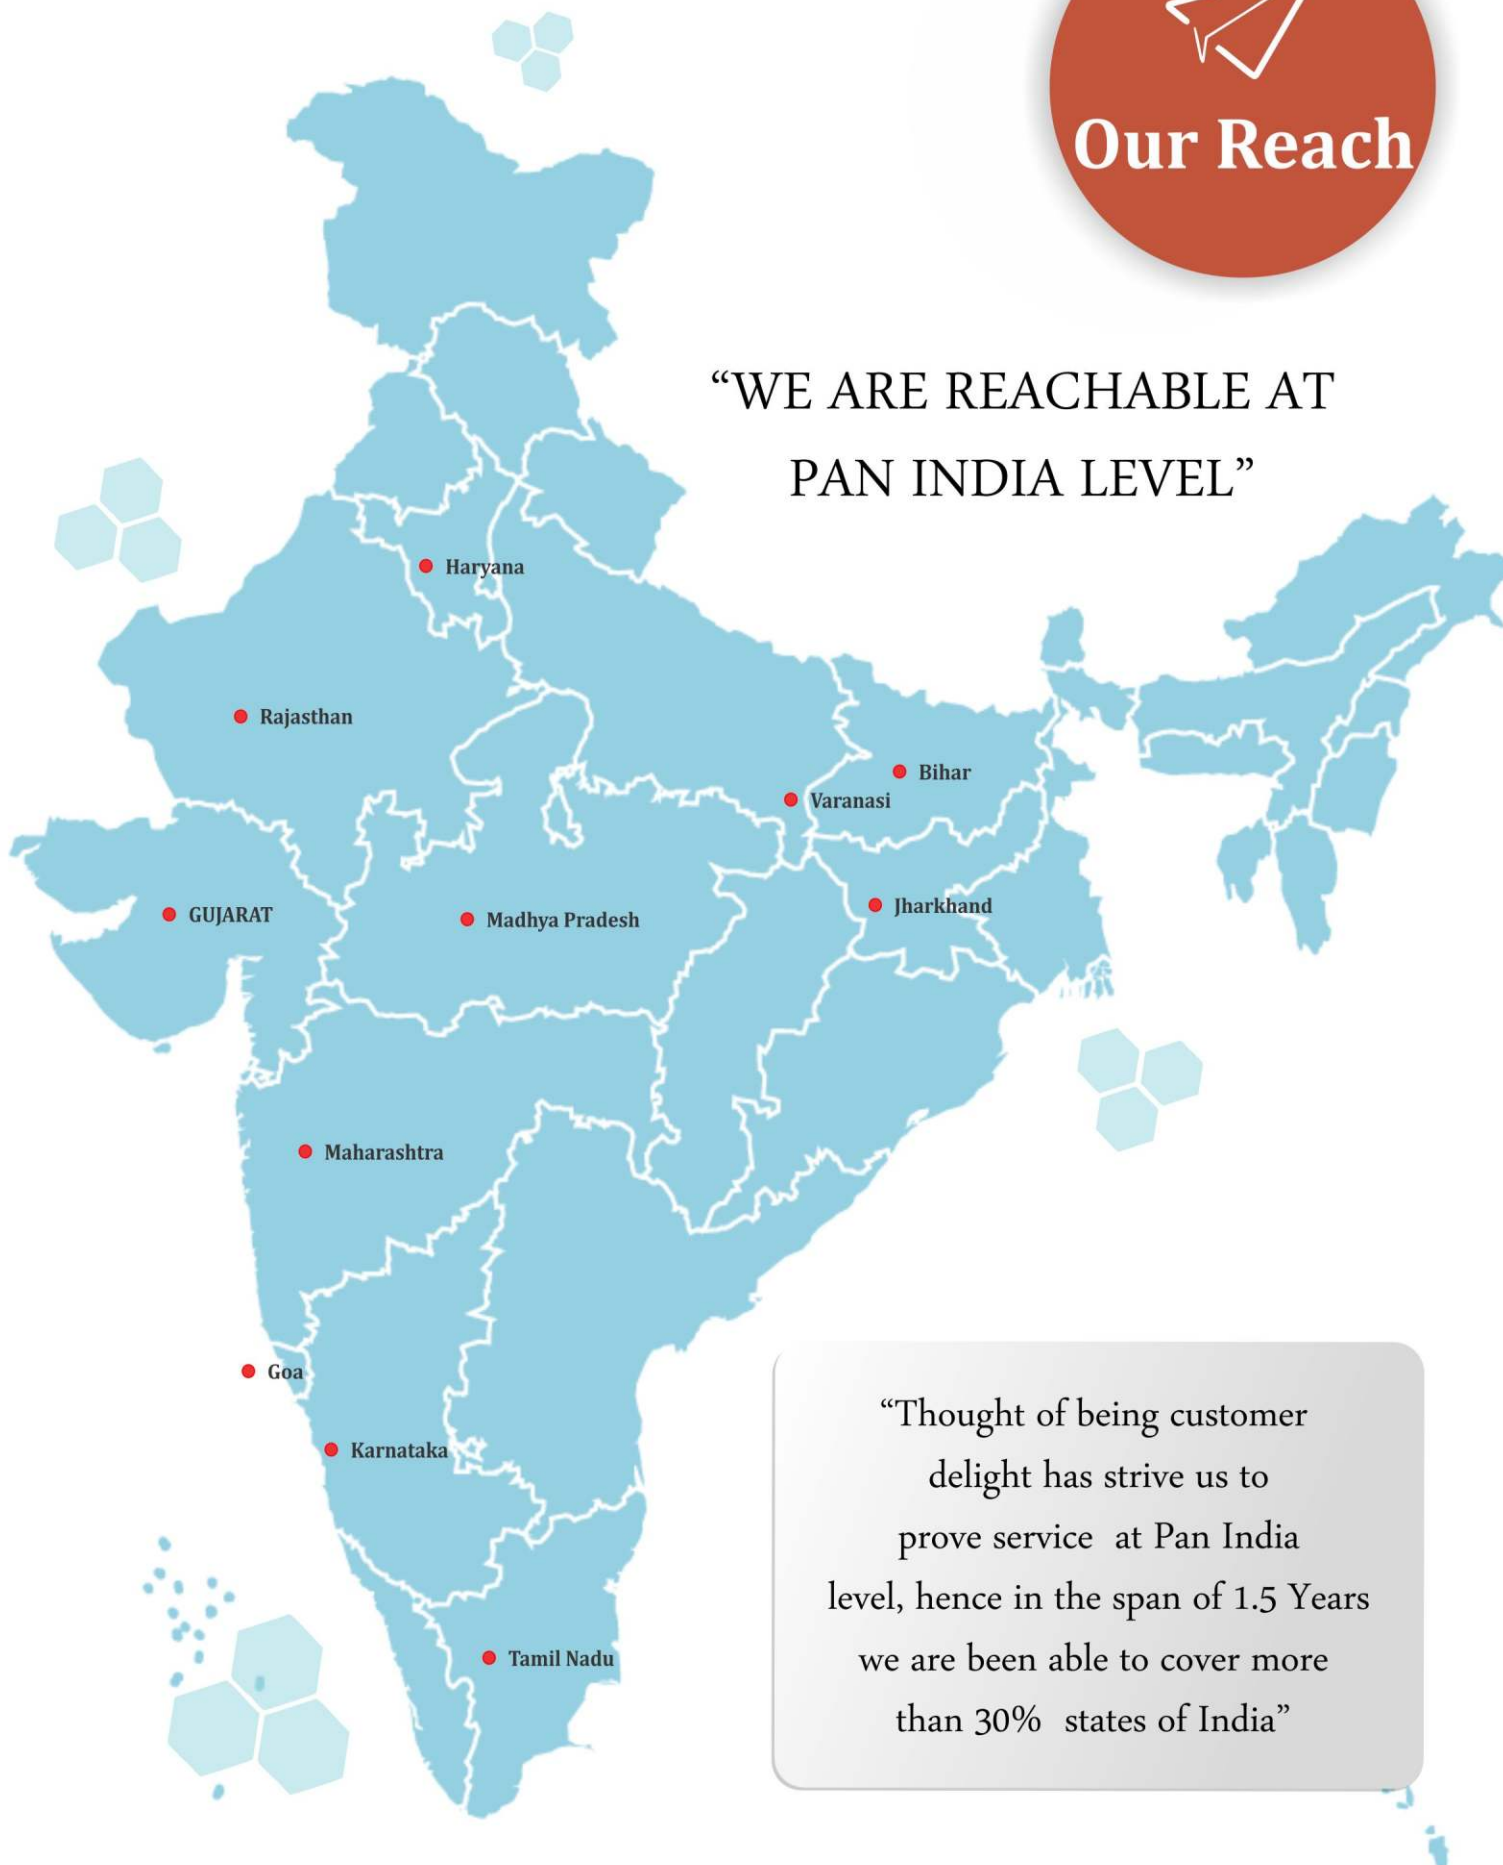 Our Reach
“WE ARE REACHABLE AT
PAN INDIA LEVEL”
Haryana
Rajasthan
Bihar
Varanasi
Jharkhand
GUJARAT
Madhya Pradesh
Maharashtra
Goa
Karnataka
Tamil Nadu
“Thought of being customer
delight has strive us to
prove service at Pan India
level, hence in the span of 1.5 Years
we are been able to cover more
than 30% states of India”